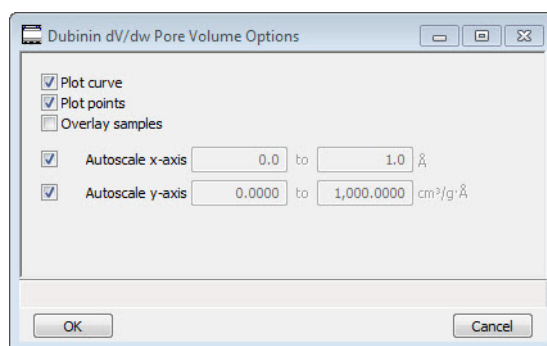 Dubinin dV/dw Pore Volume Options
Plot curve
Plot points
Overlay samples
Autoscale x-axis 0.0 to 1.0 Å
Autoscale y-axis 0.0000 to 1,000.0000 cm³/g·Å
OK Cancel